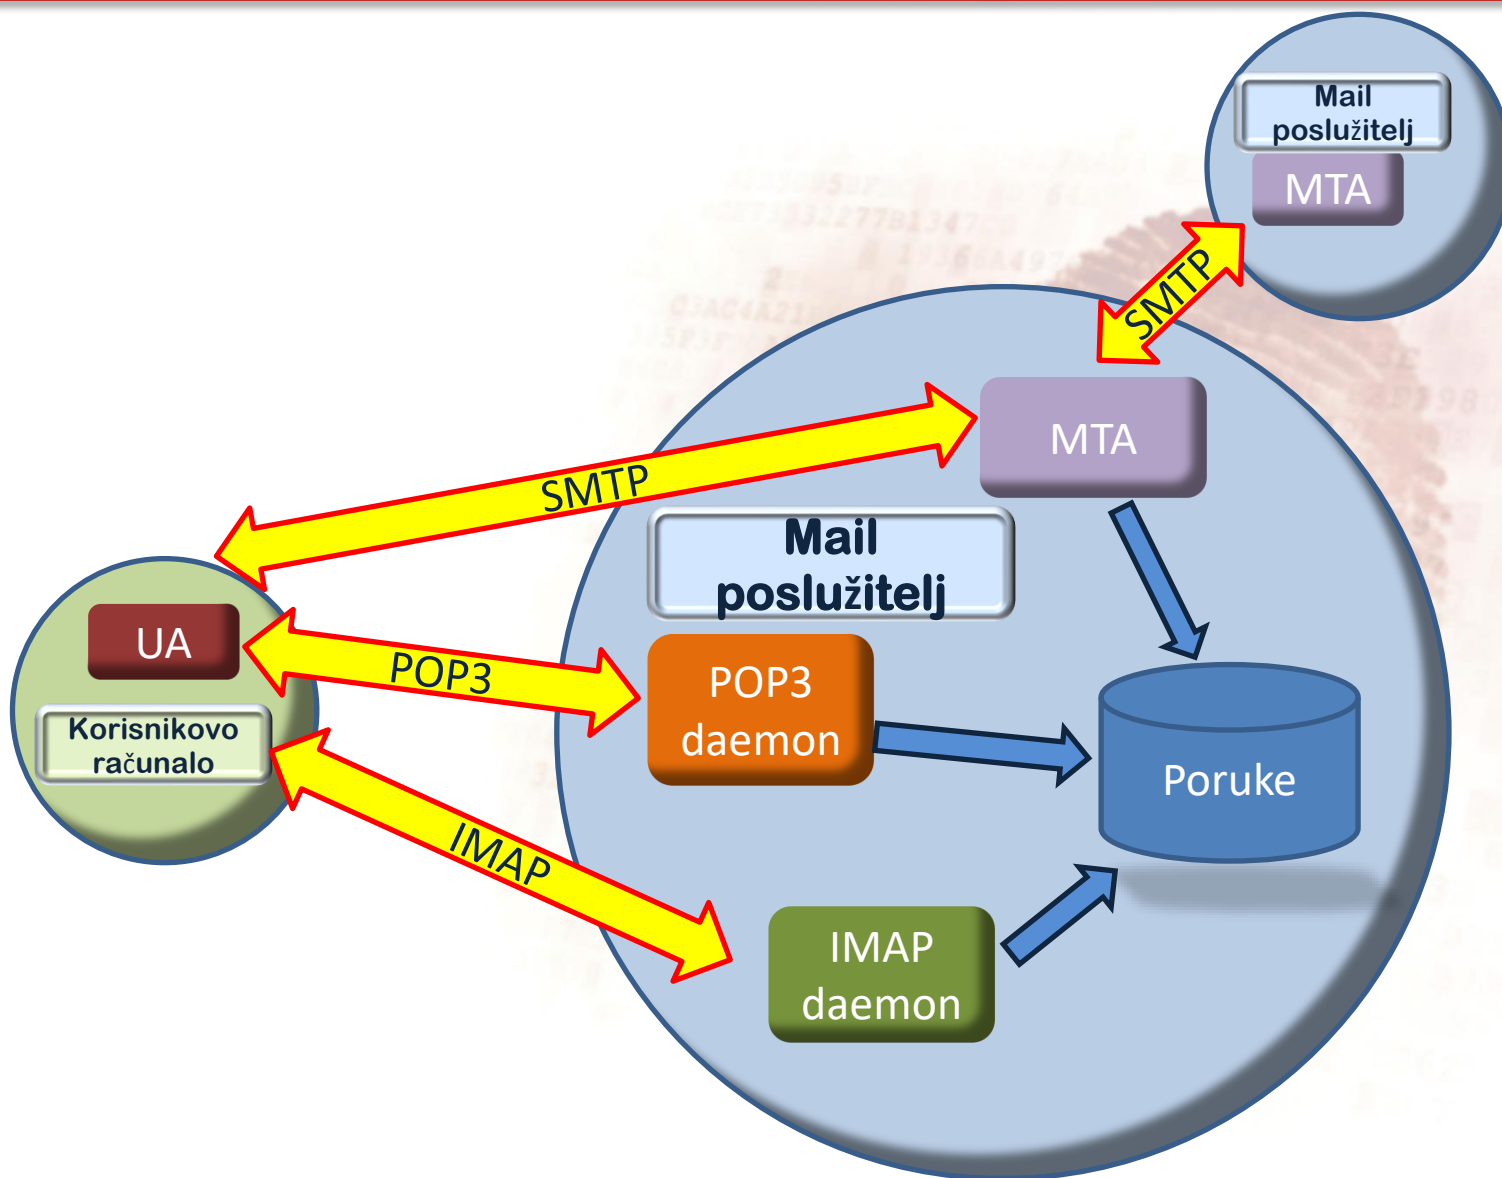 Mail
poslužitelj
MTA
SMTP
MTA
SMTP
Mail
poslužitelj
UA
POP3
POP3
daemon
Korisnikovo
računalo
Poruke
IMAP
IMAP
daemon